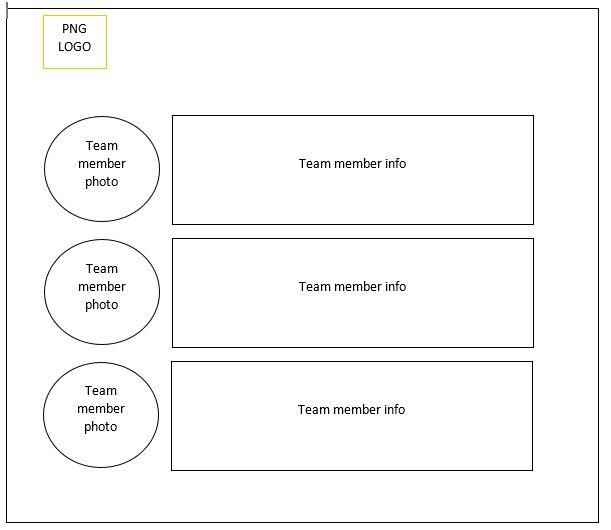 PNG
LOGO
Team
member
photo
Team member info
Team
member
photo
Team member info
Team
member
photo
Team member info